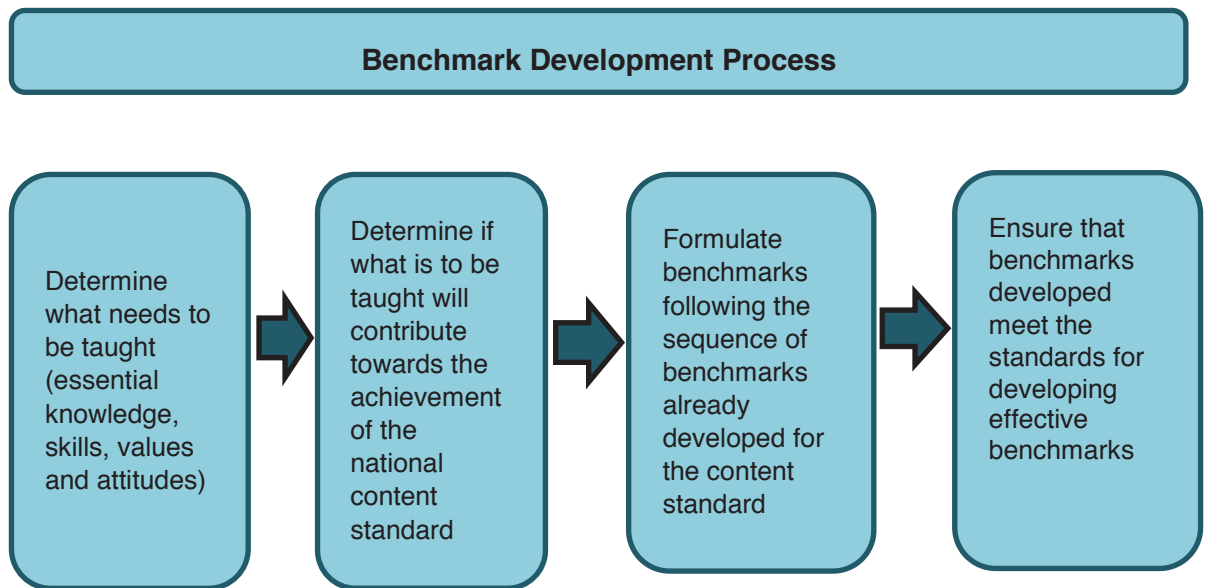 Benchmark Development Process
Determine
what needs to
be taught
(essential
knowledge,
skills, values
and attitudes)
Determine if
what is to be
taught will
contribute
towards the
achievement
of the
national
content
standard
Formulate
benchmarks
following the
sequence of
benchmarks
already
developed for
the content
standard
Ensure that
benchmarks
developed
meet the
standards for
developing
effective
benchmarks